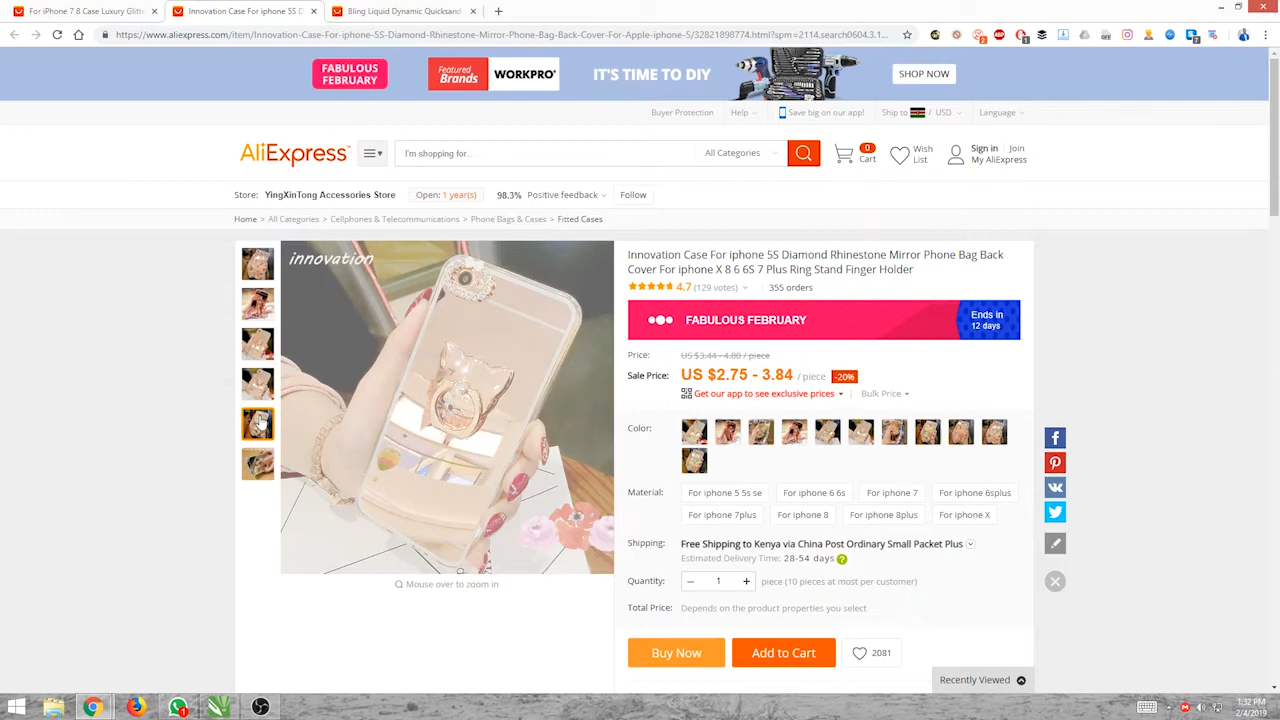 For iPhone 7 8 Case Luxury Glitt
Innovation Case For iphone 5S D
Bling Liquid Dynamic Quicksand
https://www.aliexpress.com/item/Innovation-Case-For-iphone-5S-Diamond-Rhinestone-Mirror-Phone-Bag-Back-Cover-For-Apple-iphone-5/32821898774.html?spm=2114.search0604.3.1...
FABULOUS
FEBRUARY
Featured
Brands
WORKPRO®
IT'S TIME TO DIY
SHOP NOW
Buyer Protection
Help
Save big on our app!
Ship to / USD
Language
AliExpress™
I'm shopping for...
All Categories
0
Cart
Wish
List
Sign in
Join
My AliExpress
Store: YingXinTong Accessories Store
Open: 1 year(s)
98.3% Positive feedback
Follow
Home > All Categories > Cellphones & Telecommunications > Phone Bags & Cases > Fitted Cases
innovation
Mouse over to zoom in
Innovation Case For iphone 5S Diamond Rhinestone Mirror Phone Bag Back
Cover For iphone X 8 6 6S 7 Plus Ring Stand Finger Holder
4.7 (129 votes)
355 orders
FABULOUS FEBRUARY
Ends in
12 days
Price: US $3.44 - 4.80 / piece
Sale Price: US $2.75 - 3.84 / piece -20%
Get our app to see exclusive prices
Bulk Price
Color:
Material:
For iphone 5 5s se
For iphone 6 6s
For iphone 7
For iphone 6splus
For iphone 7plus
For iphone 8
For iphone 8plus
For iphone X
Shipping: Free Shipping to Kenya via China Post Ordinary Small Packet Plus
Estimated Delivery Time: 28-54 days ?
Quantity: – 1 + piece (10 pieces at most per customer)
Total Price: Depends on the product properties you select
Buy Now
Add to Cart
2081
Recently Viewed
1:32 PM
2/4/2019